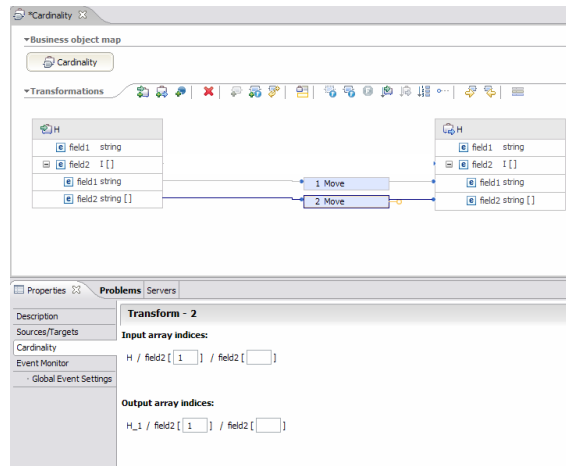 *Cardinality
Business object map
Cardinality
Transformations
H
field1 string
field2 I [ ]
field1 string
field2 string [ ]
1 Move
2 Move
H
field1 string
field2 I [ ]
field1 string
field2 string [ ]
Properties Problems Servers
Description
Sources/Targets
Cardinality
Event Monitor
Global Event Settings
Transform - 2
Input array indices:
H / field2 [ 1 ] / field2 [ ]
Output array indices:
H_1 / field2 [ 1 ] / field2 [ ]